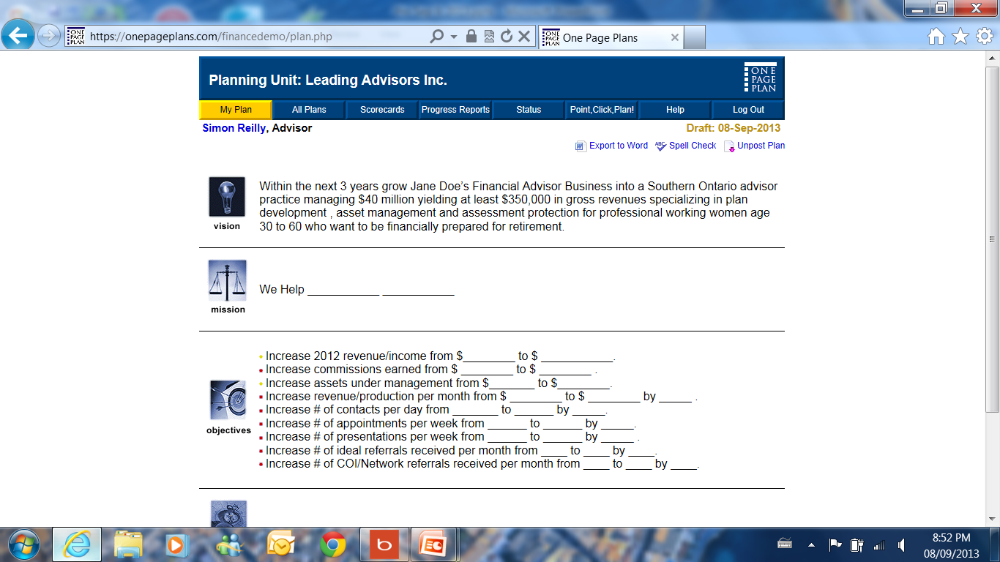 https://onepageplans.com/financedemo/plan.php
One Page Plans
Planning Unit: Leading Advisors Inc.
ONE
PAGE
PLAN
My Plan All Plans Scorecards Progress Reports Status Point,Click,Plan! Help Log Out
Simon Reilly, Advisor Draft: 08-Sep-2013
Export to Word Spell Check Unpost Plan
Within the next 3 years grow Jane Doe’s Financial Advisor Business into a Southern Ontario advisor
practice managing $40 million yielding at least $350,000 in gross revenues specializing in plan
development , asset management and assessment protection for professional working women age
30 to 60 who want to be financially prepared for retirement.
vision
We Help ___________ ___________
mission
Increase 2012 revenue/income from $________ to $ ___________.
Increase commissions earned from $ ________ to $ ________ .
Increase assets under management from $_______ to $________.
Increase revenue/production per month from $ ________ to $ ________ by _____ .
Increase # of contacts per day from _______ to ______ by _____.
Increase # of appointments per week from ______ to ______ by _____.
Increase # of presentations per week from ______ to ______ by _____ .
Increase # of ideal referrals received per month from ____ to ____ by ____.
Increase # of COI/Network referrals received per month from ____ to ____ by ____.
objectives
8:52 PM
08/09/2013